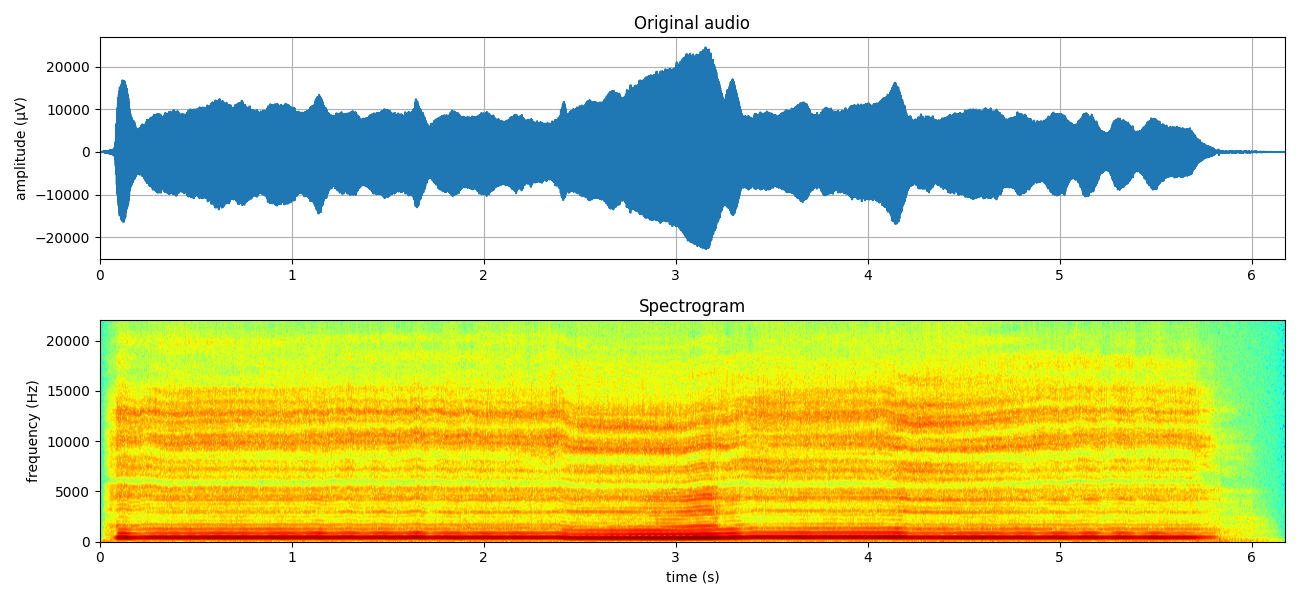 Original audio
20000
10000
0
−10000
−20000
amplitude (µV)
0 1 2 3 4 5 6
Spectrogram
20000
15000
10000
5000
0
frequency (Hz)
0 1 2 3 4 5 6
time (s)